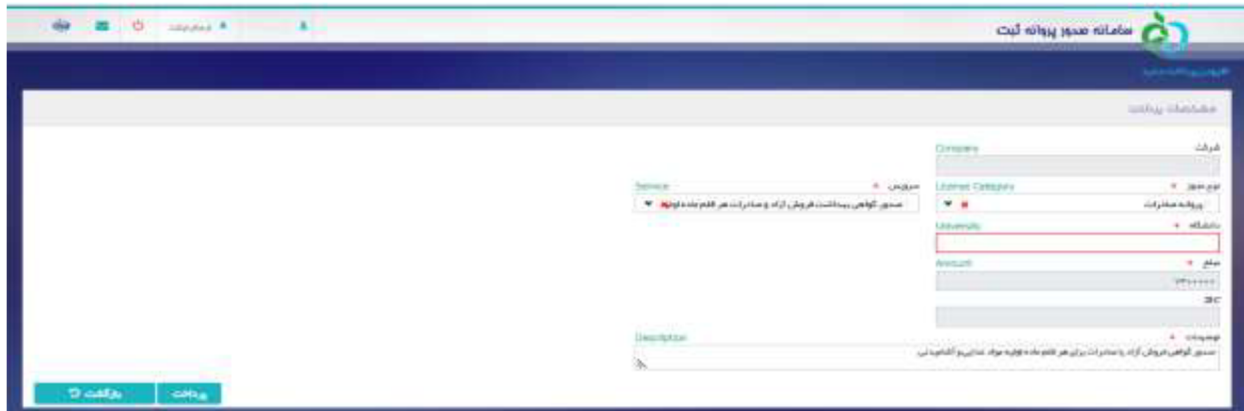 سامانه صدور پروانه ثبت
مشخصات پرداخت
شرکت Company
نوع مجوز * License Category
سرویس * Service
پروانه صادرات
صدور گواهی بهداشت فروش آزاد و صادرات هر قلم ماده اولیه
دانشگاه * University
مبلغ * Amount
IRC
توضیحات * Description
صدور گواهی فروش آزاد یا صادرات برای هر قلم ماده اولیه مواد غذایی و آشامیدنی
پرداخت
بازگشت